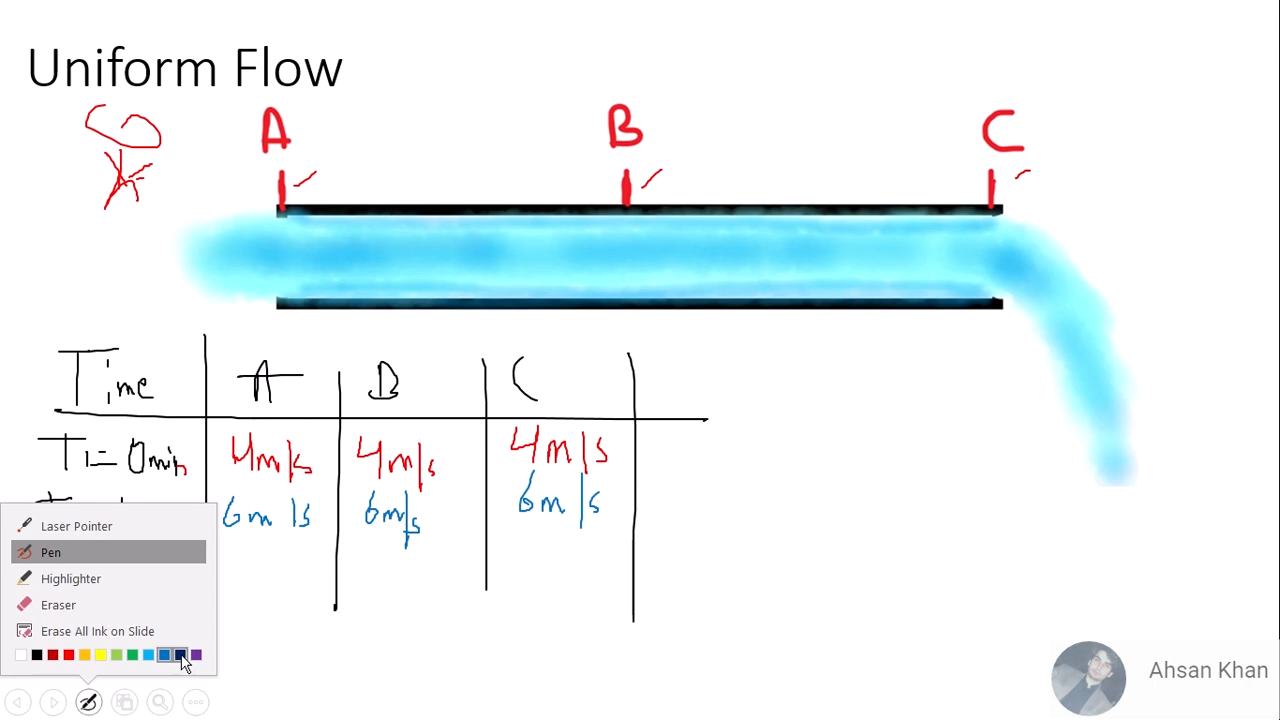 Uniform Flow
A B C
Time A B C
T= 0min 4m/s 4m/s 4m/s
6m/s 6m/s 6m/s
Laser Pointer
Pen
Highlighter
Eraser
Erase All Ink on Slide
Ahsan Khan